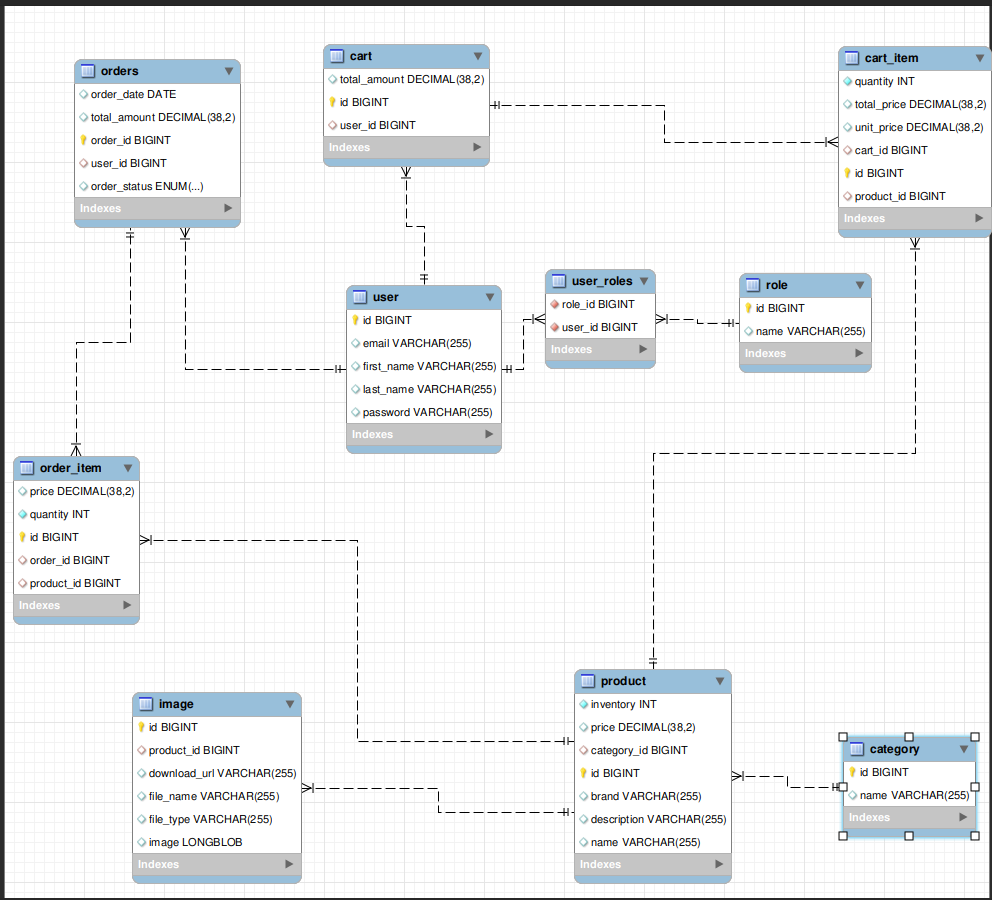 orders
order_date DATE
total_amount DECIMAL(38,2)
order_id BIGINT
user_id BIGINT
order_status ENUM(...)
Indexes
cart
total_amount DECIMAL(38,2)
id BIGINT
user_id BIGINT
Indexes
cart_item
quantity INT
total_price DECIMAL(38,2)
unit_price DECIMAL(38,2)
cart_id BIGINT
id BIGINT
product_id BIGINT
Indexes
user
id BIGINT
email VARCHAR(255)
first_name VARCHAR(255)
last_name VARCHAR(255)
password VARCHAR(255)
Indexes
user_roles
role_id BIGINT
user_id BIGINT
Indexes
role
id BIGINT
name VARCHAR(255)
Indexes
order_item
price DECIMAL(38,2)
quantity INT
id BIGINT
order_id BIGINT
product_id BIGINT
Indexes
image
id BIGINT
product_id BIGINT
download_url VARCHAR(255)
file_name VARCHAR(255)
file_type VARCHAR(255)
image LONGBLOB
Indexes
product
inventory INT
price DECIMAL(38,2)
category_id BIGINT
id BIGINT
brand VARCHAR(255)
description VARCHAR(255)
name VARCHAR(255)
Indexes
category
id BIGINT
name VARCHAR(255)
Indexes